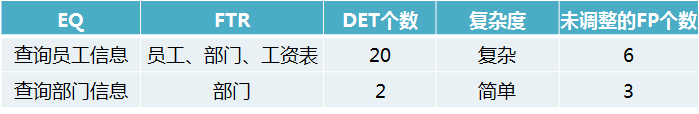 EQ FTR DET个数 复杂度 未调整的FP个数
查询员工信息 员工、部门、工资表 20 复杂 6
查询部门信息 部门 2 简单 3